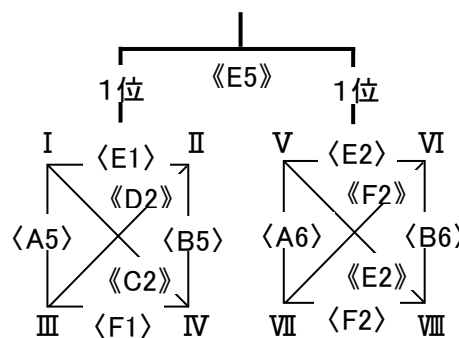 《E5》
1位 1位
Ⅰ 〈E1〉 Ⅱ Ⅴ 〈E2〉 Ⅵ
《D2》 《F2》
〈A5〉 〈B5〉 〈A6〉 〈B6〉
《C2》 《E2》
Ⅲ 〈F1〉 Ⅳ Ⅶ 〈F2〉 Ⅷ